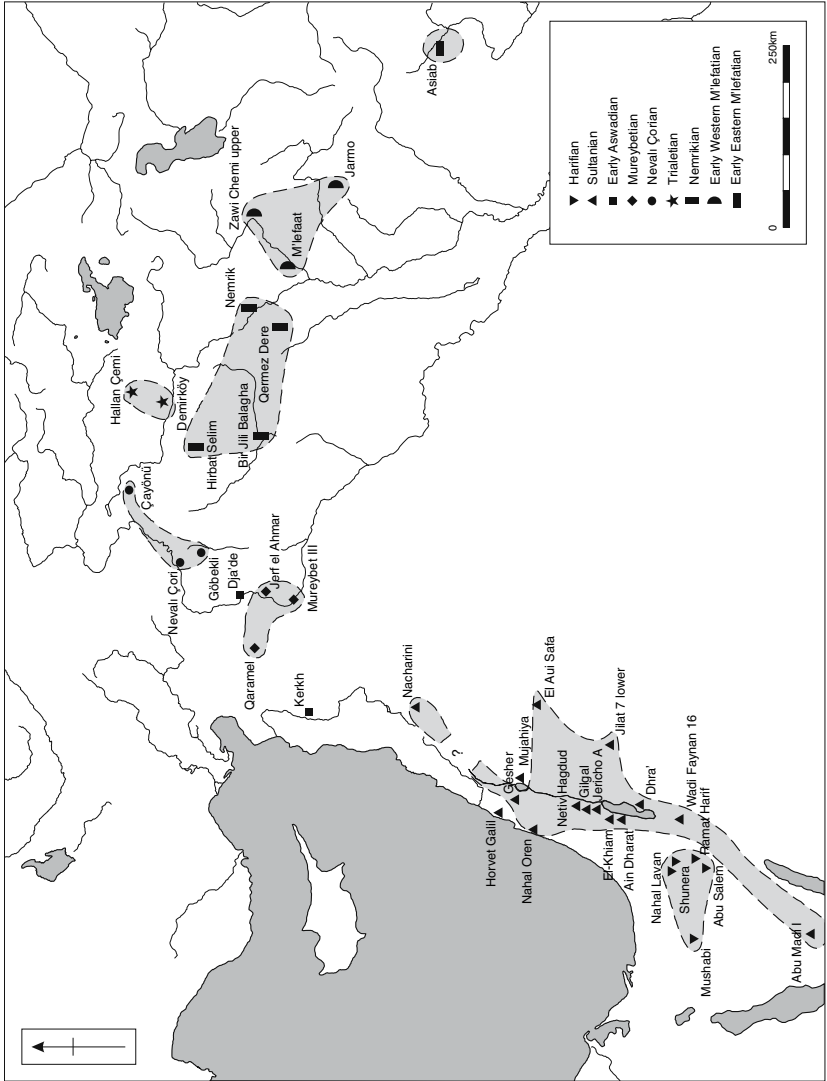 Hallan Çemi
Demirköy
Çayönü
Nevalı Çori
Göbekli
Dja'de
Jerf el Ahmar
Mureybet III
Qaramel
Kerkh
Hirbat Selim
Bir Jili Balagha
Nemrik
Qermez Dere
Zawi Chemi upper
M'lefaat
Jarmo
Asiab
Nacharini
?
El Aui Safa
Mujahiya
Gesher
Horvet Galil
Nahal Oren
Netiv Hagdud
Gilgal
Jericho A
Jilat 7 lower
El-Khiam
Ain Dharat
Dhra'
Wadi Faynan 16
Nahal Lavan
Shunera
Ramat Harif
Abu Salem
Mushabi
Abu Madi I
Harifian
Sultanian
Early Aswadian
Mureybetian
Nevalı Çorian
Trialetian
Nemrikian
Early Western M'lefatian
Early Eastern M'lefatian
0 250km